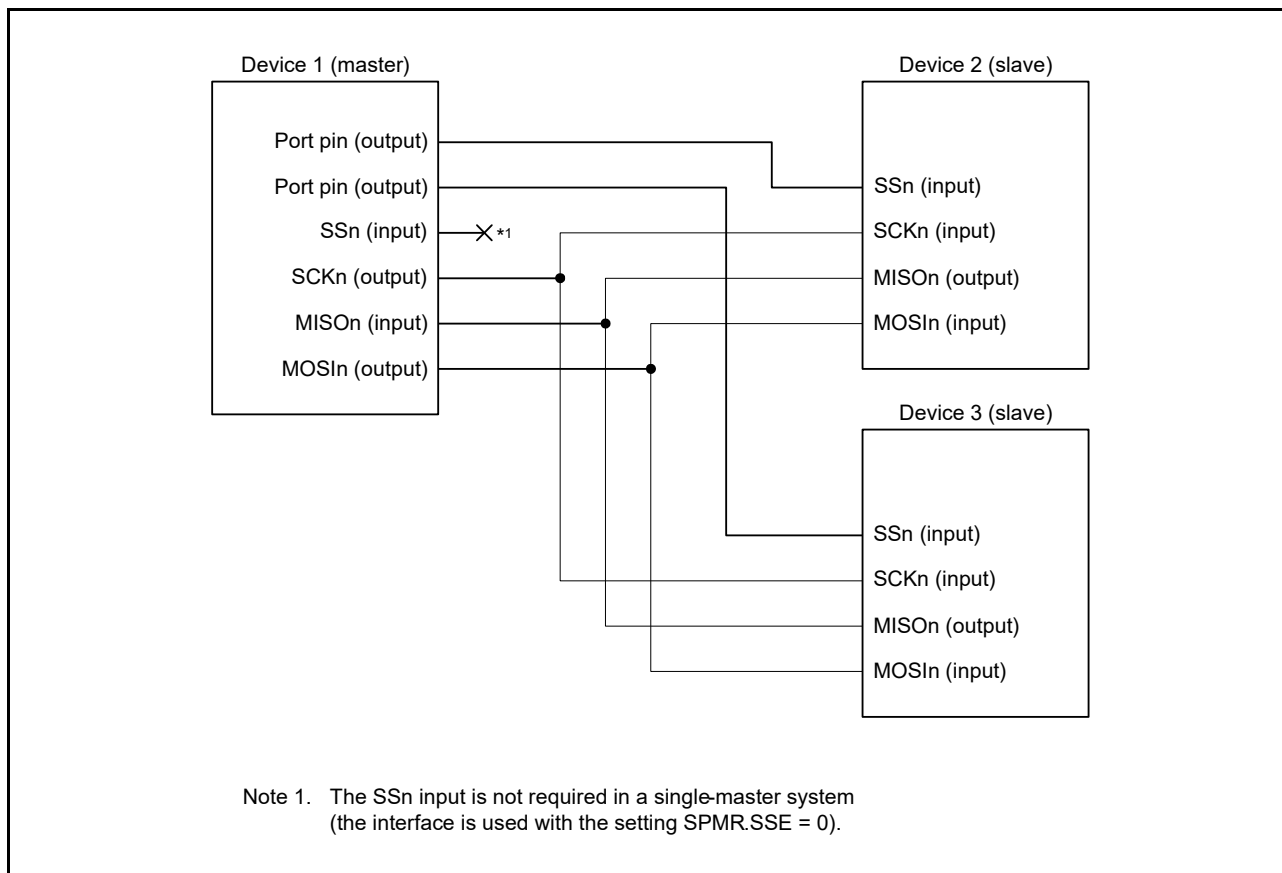 Device 1 (master)
Port pin (output)
Port pin (output)
SSn (input)
*1
SCKn (output)
MISOn (input)
MOSIn (output)
Device 2 (slave)
SSn (input)
SCKn (input)
MISOn (output)
MOSIn (input)
Device 3 (slave)
SSn (input)
SCKn (input)
MISOn (output)
MOSIn (input)
Note 1. The SSn input is not required in a single-master system
(the interface is used with the setting SPMR.SSE = 0).